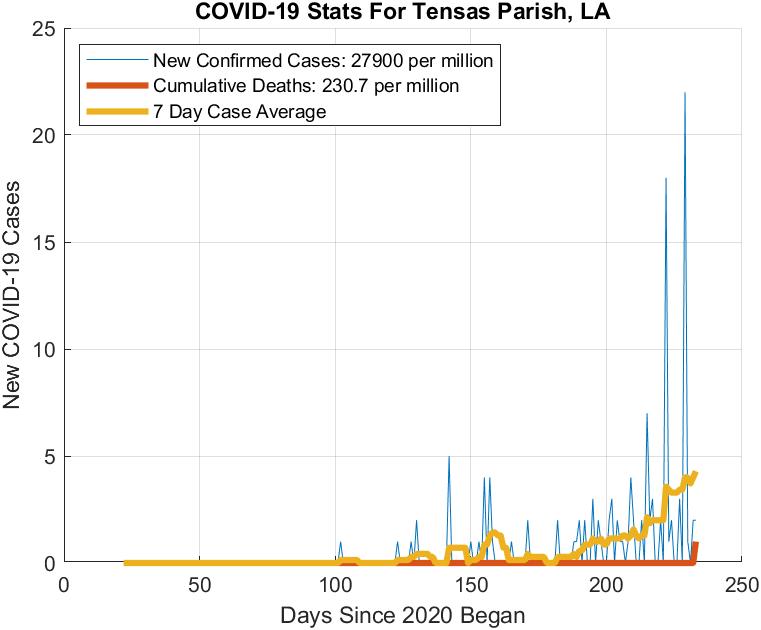 COVID-19 Stats For Tensas Parish, LA
New Confirmed Cases: 27900 per million
Cumulative Deaths: 230.7 per million
7 Day Case Average
New COVID-19 Cases
25
20
15
10
5
0
0 50 100 150 200 250
Days Since 2020 Began